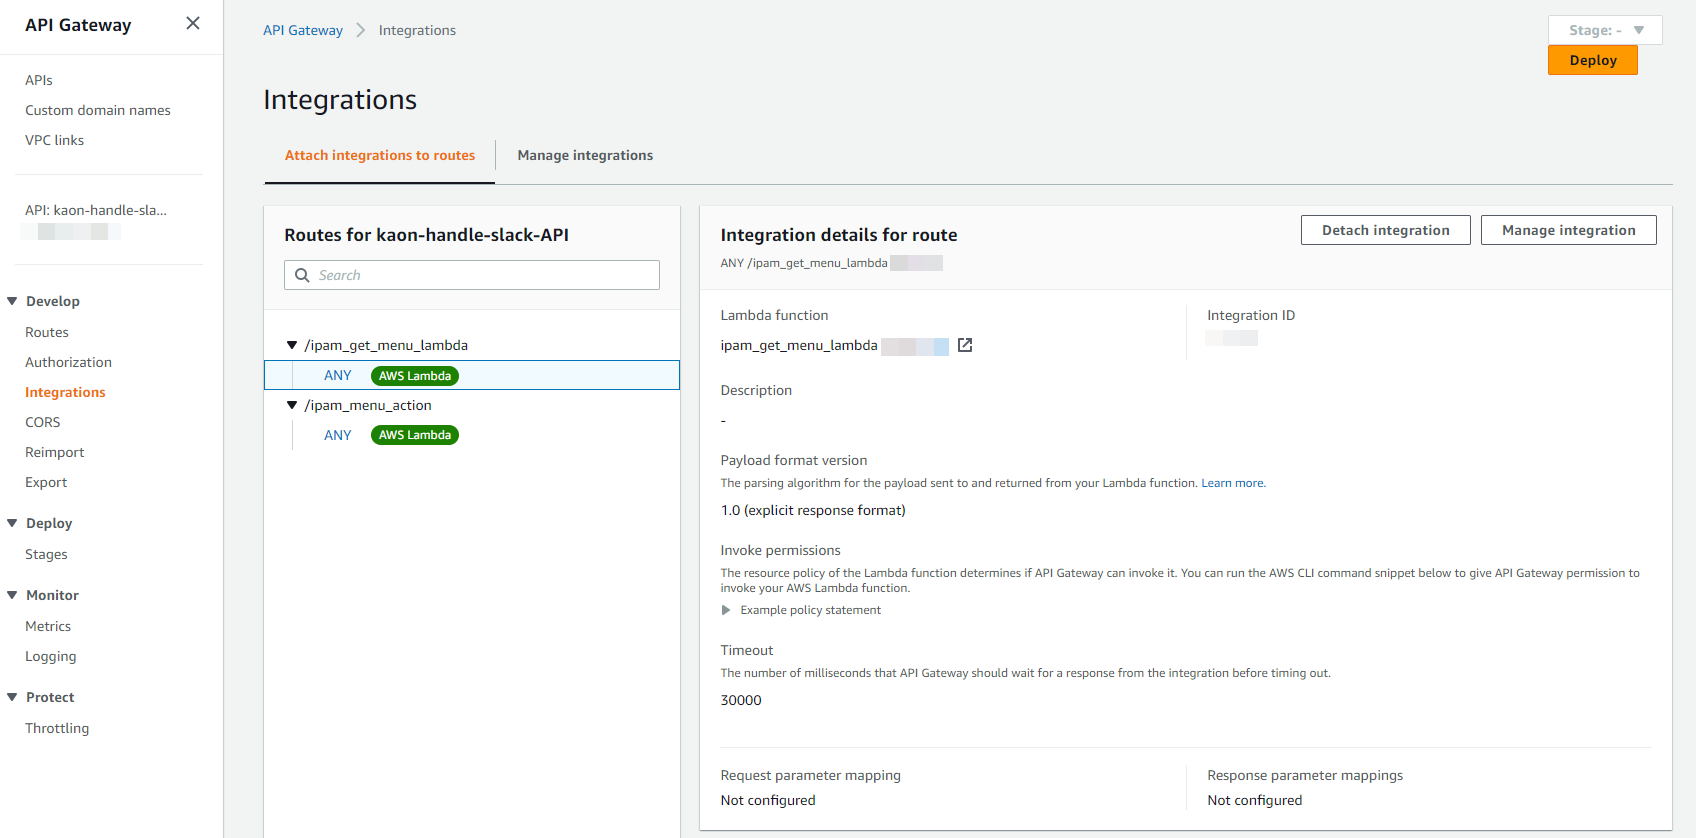 API Gateway
APIs
Custom domain names
VPC links
API: kaon-handle-sla...
Develop
Routes
Authorization
Integrations
CORS
Reimport
Export
Deploy
Stages
Monitor
Metrics
Logging
Protect
Throttling
API Gateway > Integrations
Stage: -
Deploy
Integrations
Attach integrations to routes
Manage integrations
Routes for kaon-handle-slack-API
Search
/ipam_get_menu_lambda
ANY AWS Lambda
/ipam_menu_action
ANY AWS Lambda
Integration details for route
Detach integration
Manage integration
ANY /ipam_get_menu_lambda
Lambda function
ipam_get_menu_lambda
Integration ID
Description
-
Payload format version
The parsing algorithm for the payload sent to and returned from your Lambda function. Learn more.
1.0 (explicit response format)
Invoke permissions
The resource policy of the Lambda function determines if API Gateway can invoke it. You can run the AWS CLI command snippet below to give API Gateway permission to
invoke your AWS Lambda function.
Example policy statement
Timeout
The number of milliseconds that API Gateway should wait for a response from the integration before timing out.
30000
Request parameter mapping
Not configured
Response parameter mappings
Not configured